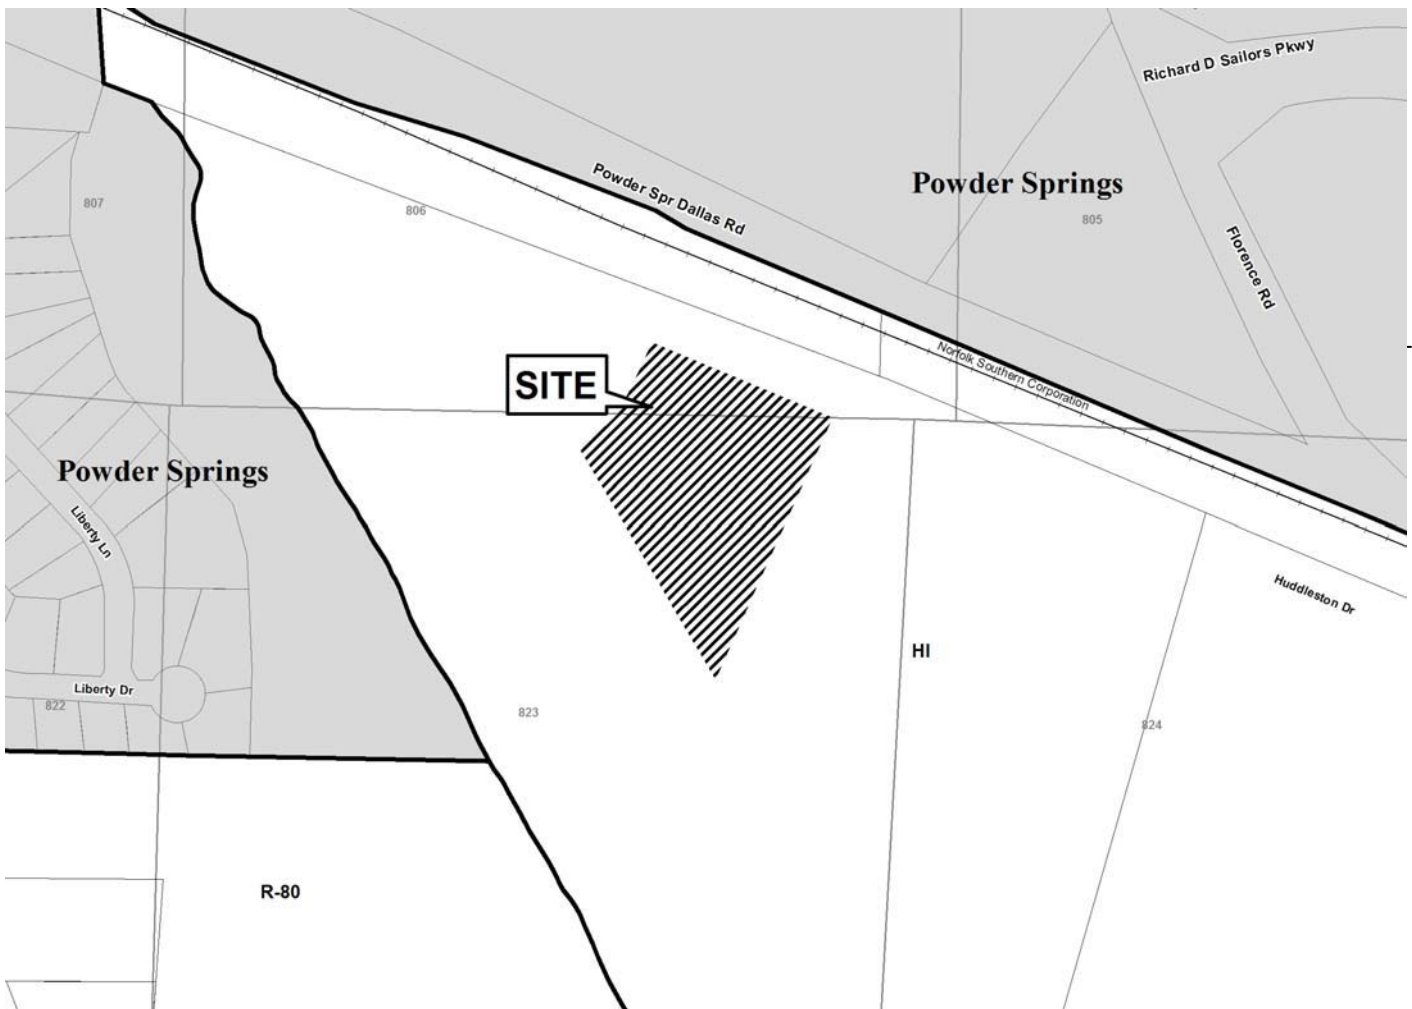 Richard D Sailors Pkwy
Powder Springs
Powder Spr Dallas Rd
807
806
805
Florence Rd
Norfolk Southern Corporation
SITE
Powder Springs
Liberty Ln
Huddleston Dr
HI
Liberty Dr
822
823
824
R-80